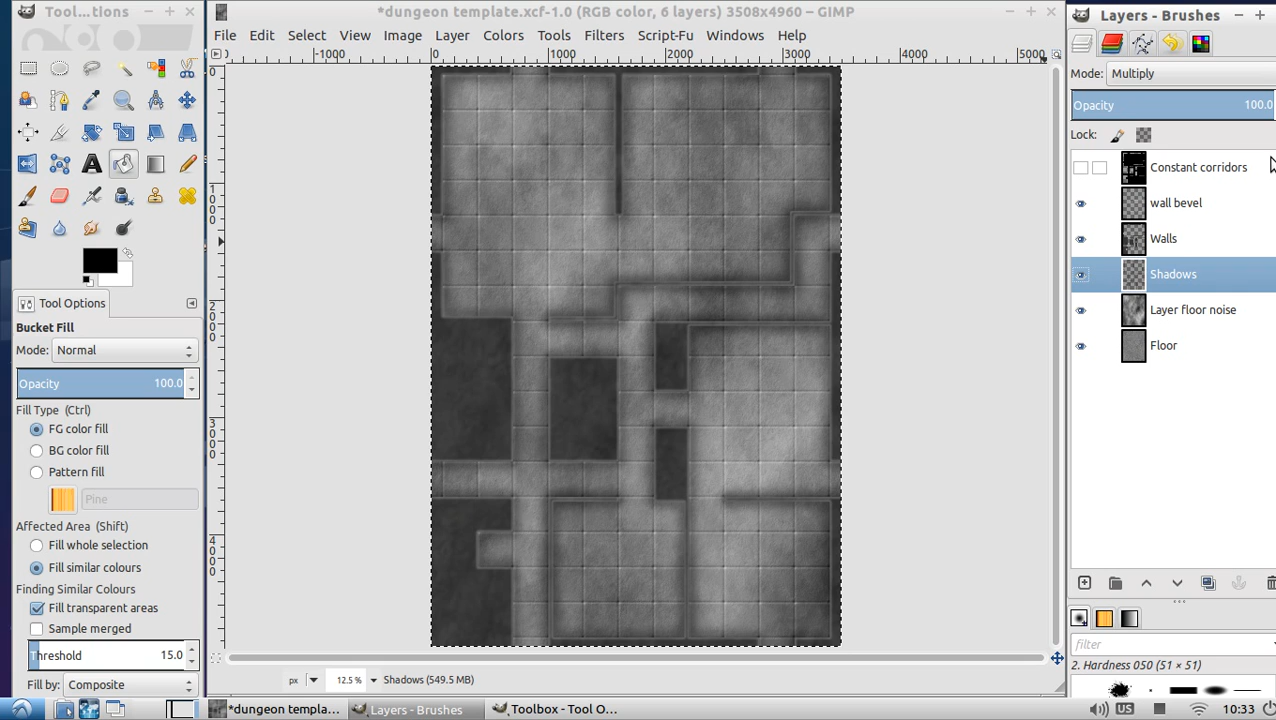 Tool...tions
*dungeon template.xcf-1.0 (RGB color, 6 layers) 3508x4960 – GIMP
Layers - Brushes
File Edit Select View Image Layer Colors Tools Filters Script-Fu Windows Help
-1000 0 1000 2000 3000 4000 5000
0
1000
2000
3000
4000
Mode: Multiply
Opacity 100.0
Lock:
Constant corridors
wall bevel
Walls
Shadows
Layer floor noise
Floor
Tool Options
Bucket Fill
Mode: Normal
Opacity 100.0
Fill Type (Ctrl)
FG color fill
BG color fill
Pattern fill
Pine
Affected Area (Shift)
Fill whole selection
Fill similar colours
Finding Similar Colours
Fill transparent areas
Sample merged
Threshold 15.0
Fill by: Composite
filter
2. Hardness 050 (51 × 51)
px 12.5 % Shadows (549.5 MB)
*dungeon templa... Layers - Brushes Toolbox - Tool O... US 10:33